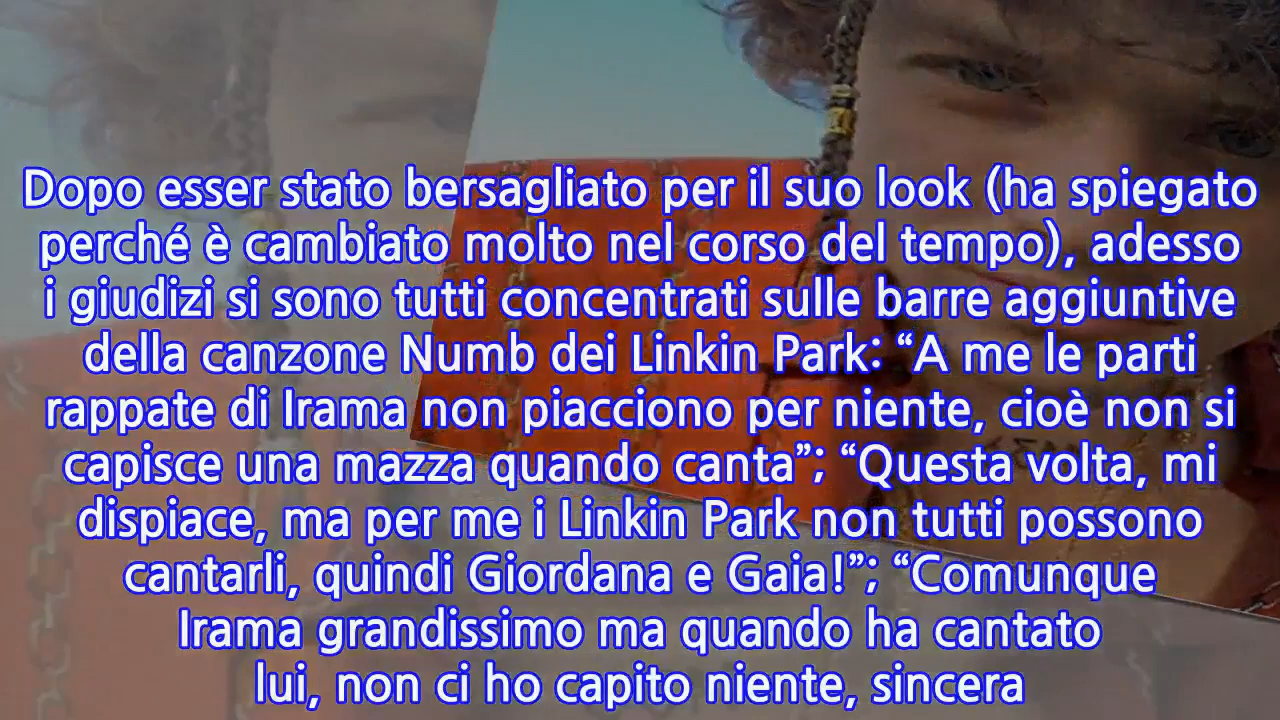 Dopo esser stato bersagliato per il suo look (ha spiegato
perché è cambiato molto nel corso del tempo), adesso
i giudizi si sono tutti concentrati sulle barre aggiuntive
della canzone Numb dei Linkin Park: “A me le parti
rappate di Irama non piacciono per niente, cioè non si
capisce una mazza quando canta”; “Questa volta, mi
dispiace, ma per me i Linkin Park non tutti possono
cantarli, quindi Giordana e Gaia!”; “Comunque
Irama grandissimo ma quando ha cantato
lui, non ci ho capito niente, sincera